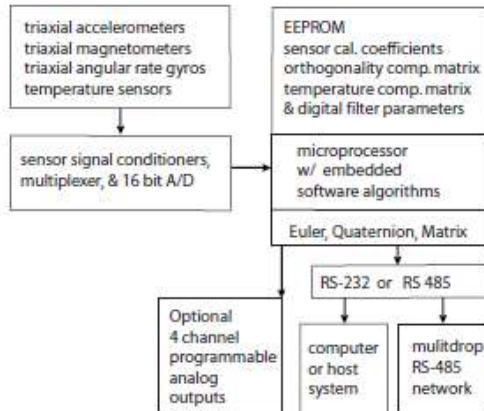 triaxial accelerometers
triaxial magnetometers
triaxial angular rate gyros
temperature sensors
sensor signal conditioners,
multiplexer, & 16 bit A/D
EEPROM
sensor cal. coefficients
orthogonality comp. matrix
temperature comp. matrix
& digital filter parameters
microprocessor
w/ embedded
software algorithms
Euler, Quaternion, Matrix
RS-232 or RS 485
Optional
4 channel
programmable
analog
outputs
computer
or host
system
mulitdrop
RS-485
network